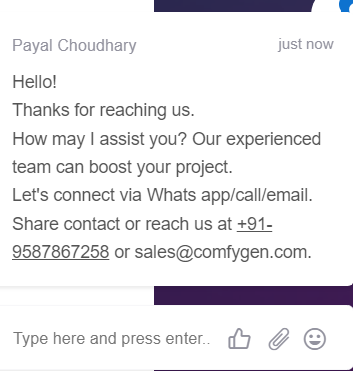 Payal Choudhary just now
Hello!
Thanks for reaching us.
How may I assist you? Our experienced
team can boost your project.
Let's connect via Whats app/call/email.
Share contact or reach us at +91-
9587867258 or sales@comfygen.com.
Type here and press enter..